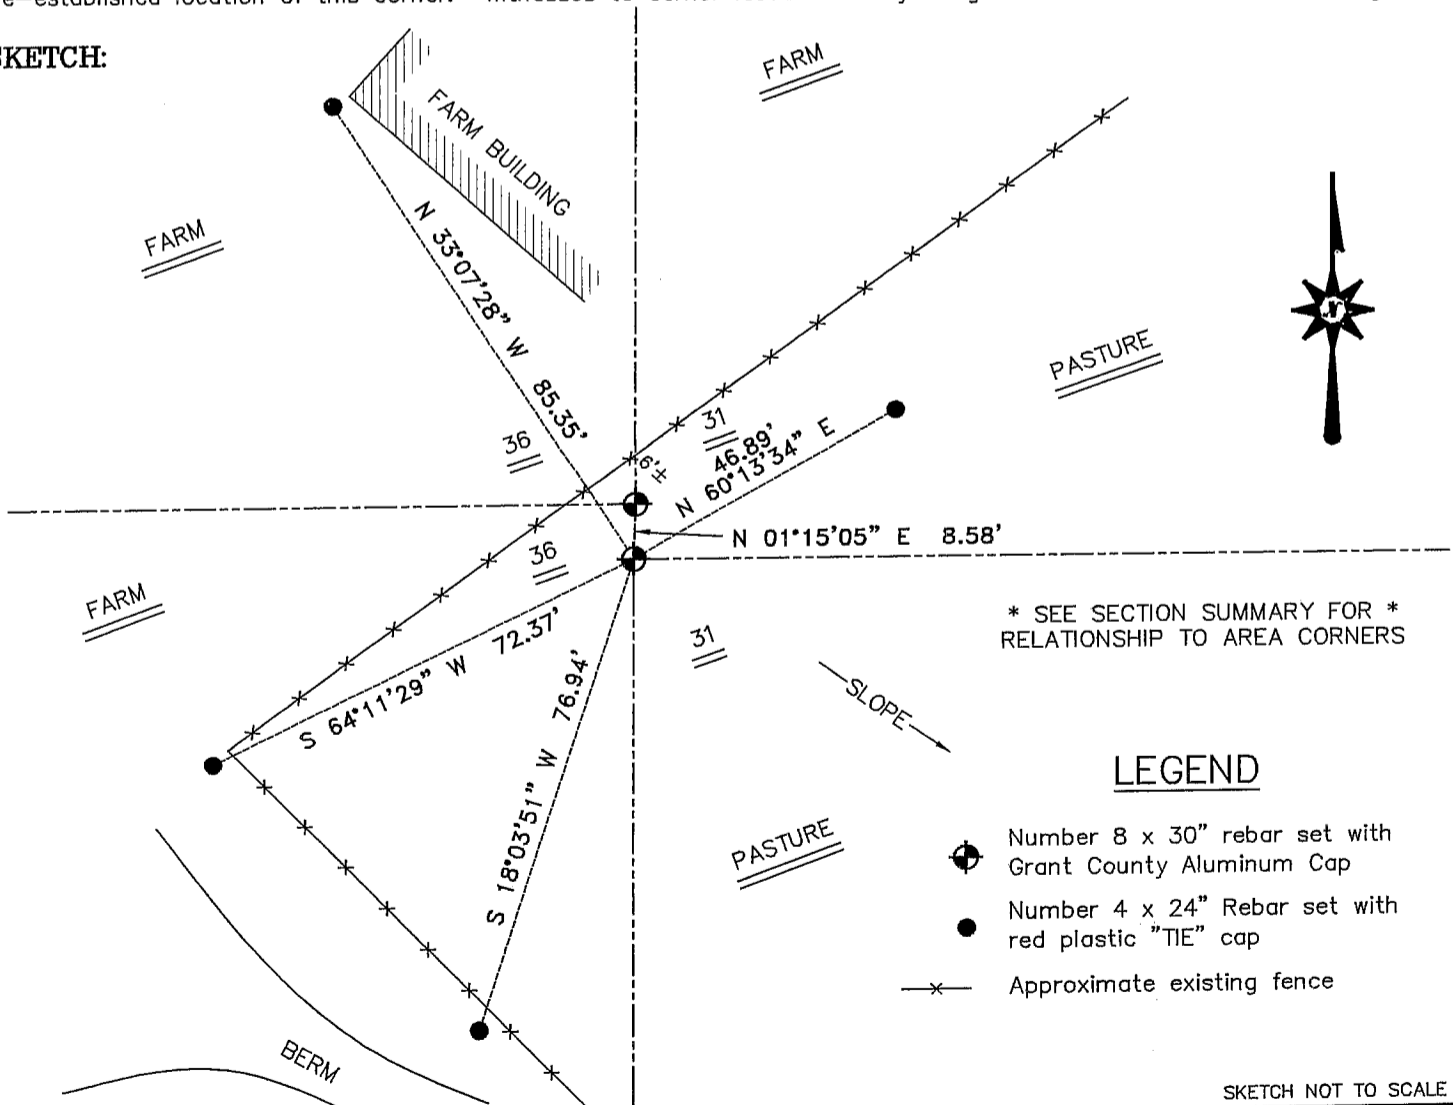 SKETCH:
FARM
FARM BUILDING
FARM
N 33°07'28" W 85.35'
PASTURE
36
31
46.89'
N 60°13'34" E
6'±
N 01°15'05" E 8.58'
36
FARM
* SEE SECTION SUMMARY FOR *
RELATIONSHIP TO AREA CORNERS
31
S 64°11'29" W 72.37'
S 18°03'51" W 76.94'
SLOPE
LEGEND
PASTURE
Number 8 x 30" rebar set with
Grant County Aluminum Cap
Number 4 x 24" Rebar set with
red plastic "TIE" cap
Approximate existing fence
BERM
SKETCH NOT TO SCALE
N